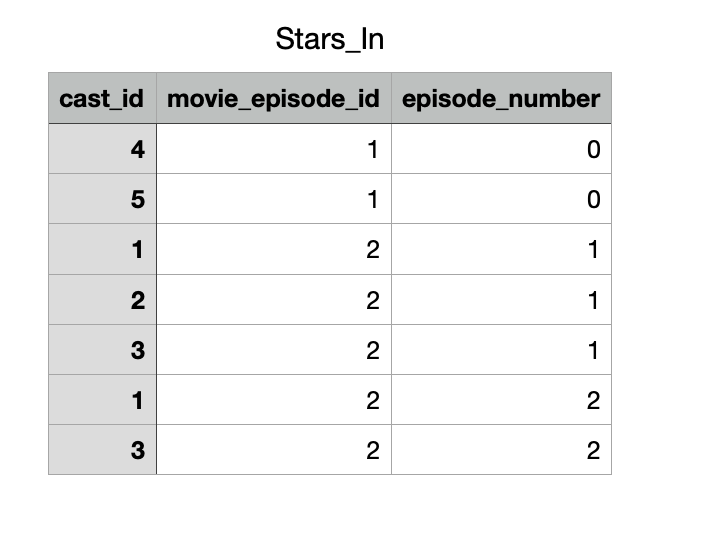 Stars_In
cast_id movie_episode_id episode_number
4 1 0
5 1 0
1 2 1
2 2 1
3 2 1
1 2 2
3 2 2